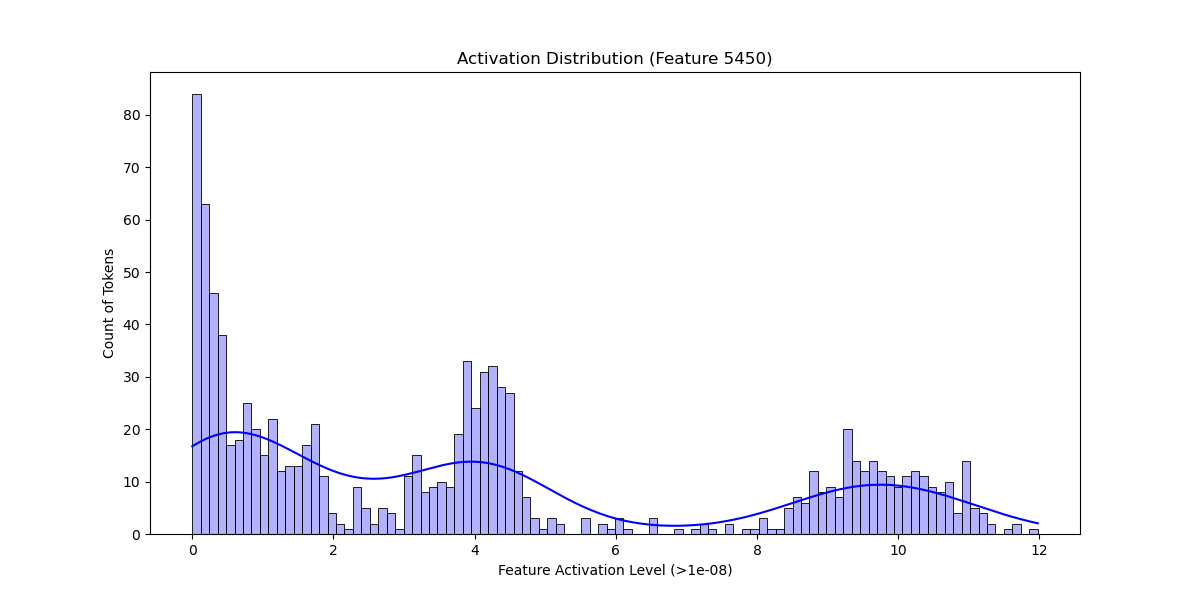 Activation Distribution (Feature 5450)
Count of Tokens
80
70
60
50
40
30
20
10
0
0 2 4 6 8 10 12
Feature Activation Level (>1e-08)